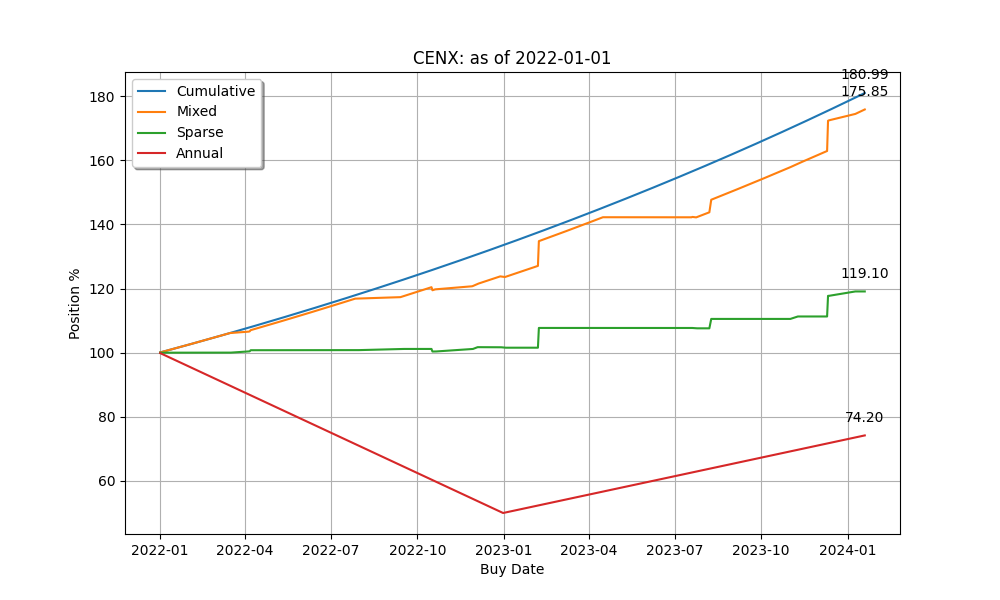 CENX: as of 2022-01-01
Cumulative
Mixed
Sparse
Annual
180.99
175.85
119.10
74.20
180
160
140
120
100
80
60
Position %
2022-01 2022-04 2022-07 2022-10 2023-01 2023-04 2023-07 2023-10 2024-01
Buy Date